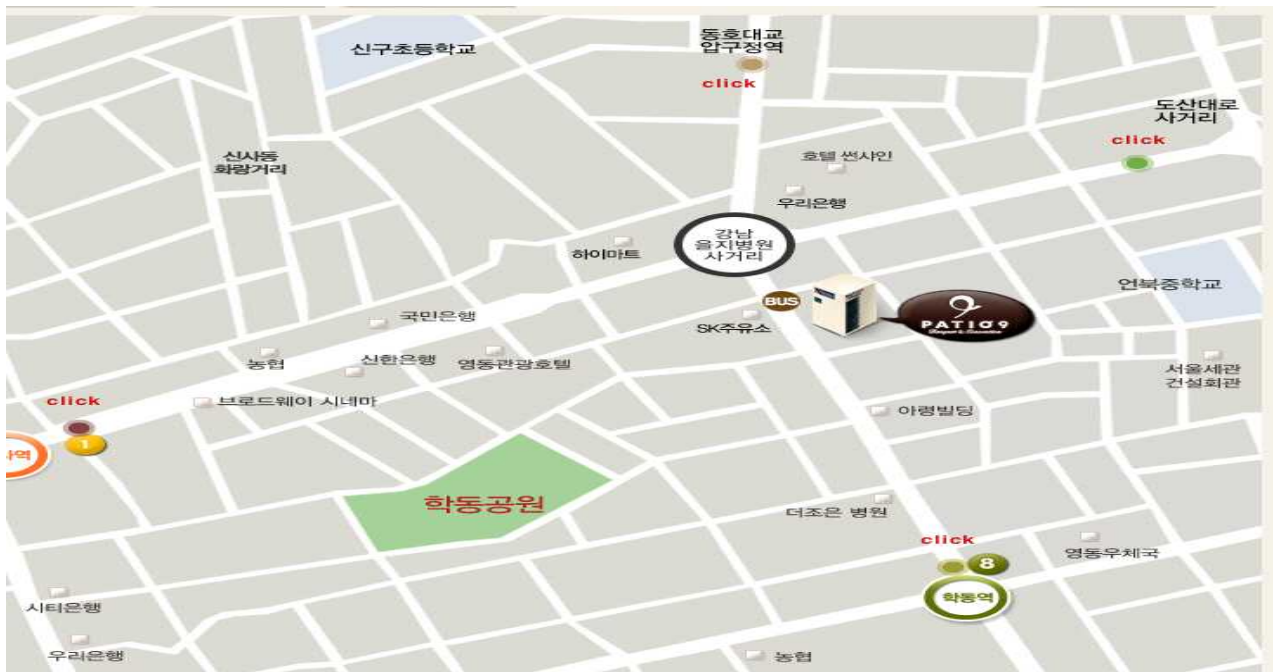 신구초등학교
동호대교
압구정역
click
도산대로
사거리
click
신사동
화랑거리
호텔 썬샤인
우리은행
강남
을지병원
사거리
하이마트
언북중학교
BUS
PATIO 9
SK주유소
국민은행
농협
신한은행
영동관광호텔
서울세관
건설회관
click
브로드웨이 시네마
아령빌딩
1
사역
학동공원
더조은 병원
click
8
영동우체국
학동역
시티은행
우리은행
농협